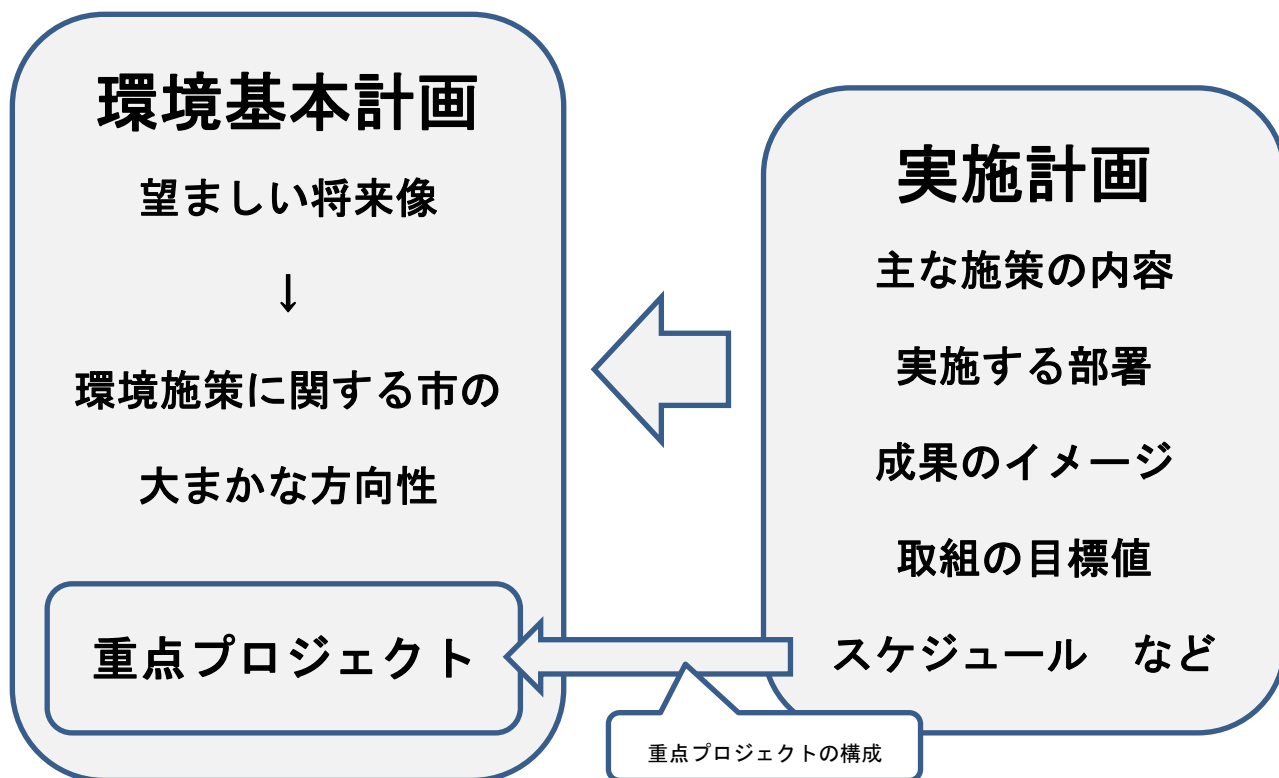 環境基本計画
望ましい将来像
↓
環境施策に関する市の
大まかな方向性
重点プロジェクト
実施計画
主な施策の内容
実施する部署
成果のイメージ
取組の目標値
スケジュール　など
重点プロジェクトの構成